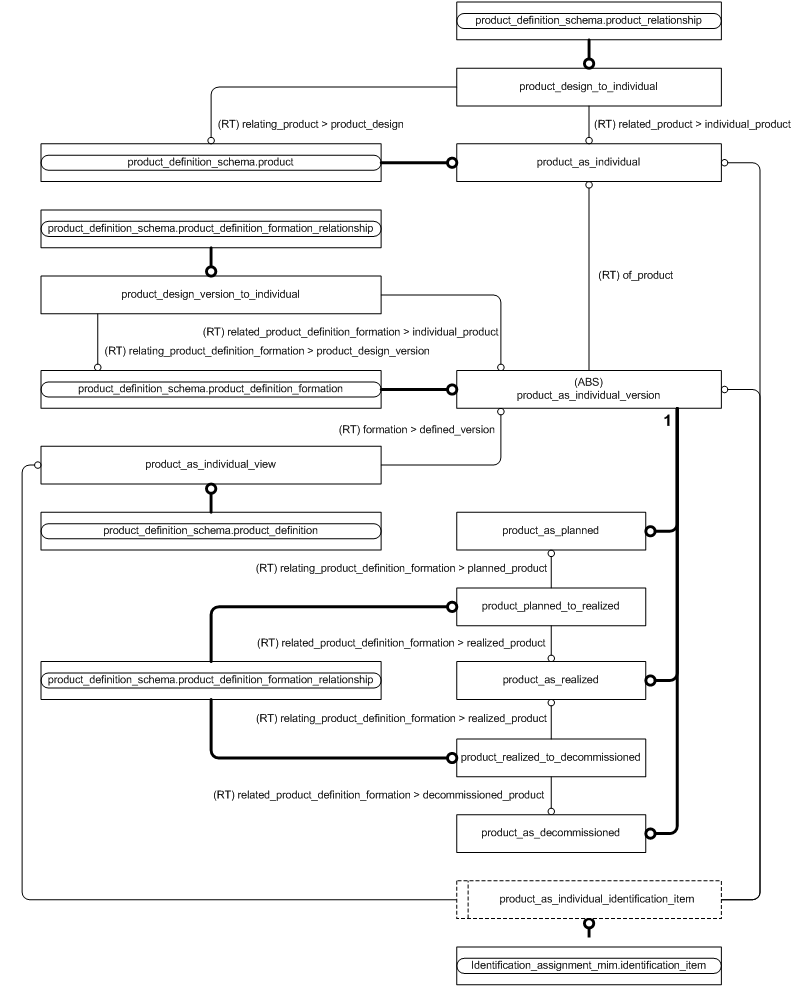 product_definition_schema.product_relationship
product_design_to_individual
(RT) relating_product > product_design
(RT) related_product > individual_product
product_definition_schema.product
product_as_individual
product_definition_schema.product_definition_formation_relationship
(RT) of_product
product_design_version_to_individual
(RT) related_product_definition_formation > individual_product
(RT) relating_product_definition_formation > product_design_version
product_definition_schema.product_definition_formation
(ABS)
product_as_individual_version
1
(RT) formation > defined_version
product_as_individual_view
product_definition_schema.product_definition
product_as_planned
(RT) relating_product_definition_formation > planned_product
product_planned_to_realized
(RT) related_product_definition_formation > realized_product
product_definition_schema.product_definition_formation_relationship
product_as_realized
(RT) relating_product_definition_formation > realized_product
product_realized_to_decommissioned
(RT) related_product_definition_formation > decommissioned_product
product_as_decommissioned
product_as_individual_identification_item
Identification_assignment_mim.identification_item